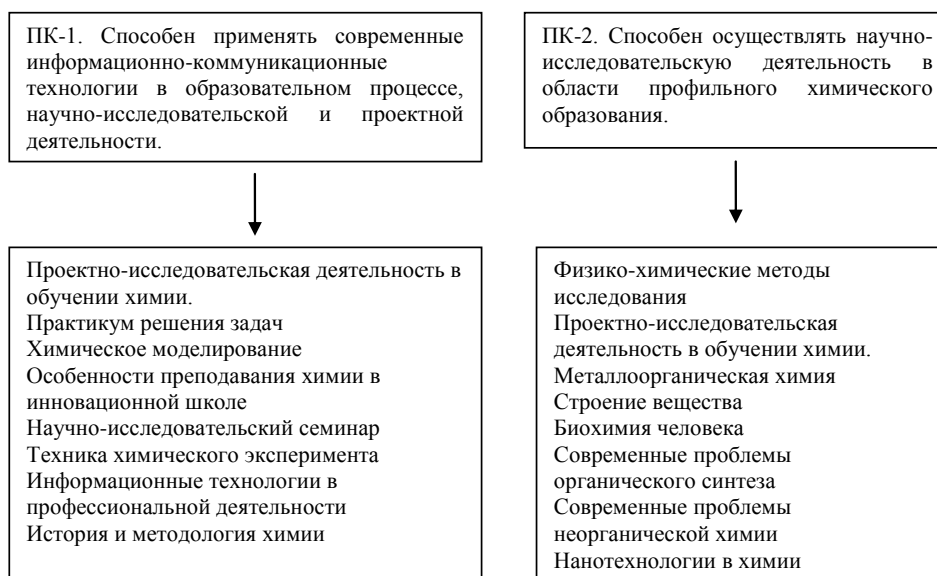 ПК-1. Способен применять современные
информационно-коммуникационные
технологии в образовательном процессе,
научно-исследовательской и проектной
деятельности.
ПК-2. Способен осуществлять научно-
исследовательскую деятельность в
области профильного химического
образования.
Проектно-исследовательская деятельность в
обучении химии.
Практикум решения задач
Химическое моделирование
Особенности преподавания химии в
инновационной школе
Научно-исследовательский семинар
Техника химического эксперимента
Информационные технологии в
профессиональной деятельности
История и методология химии
Физико-химические методы
исследования
Проектно-исследовательская
деятельность в обучении химии.
Металлоорганическая химия
Строение вещества
Биохимия человека
Современные проблемы
органического синтеза
Современные проблемы
неорганической химии
Нанотехнологии в химии